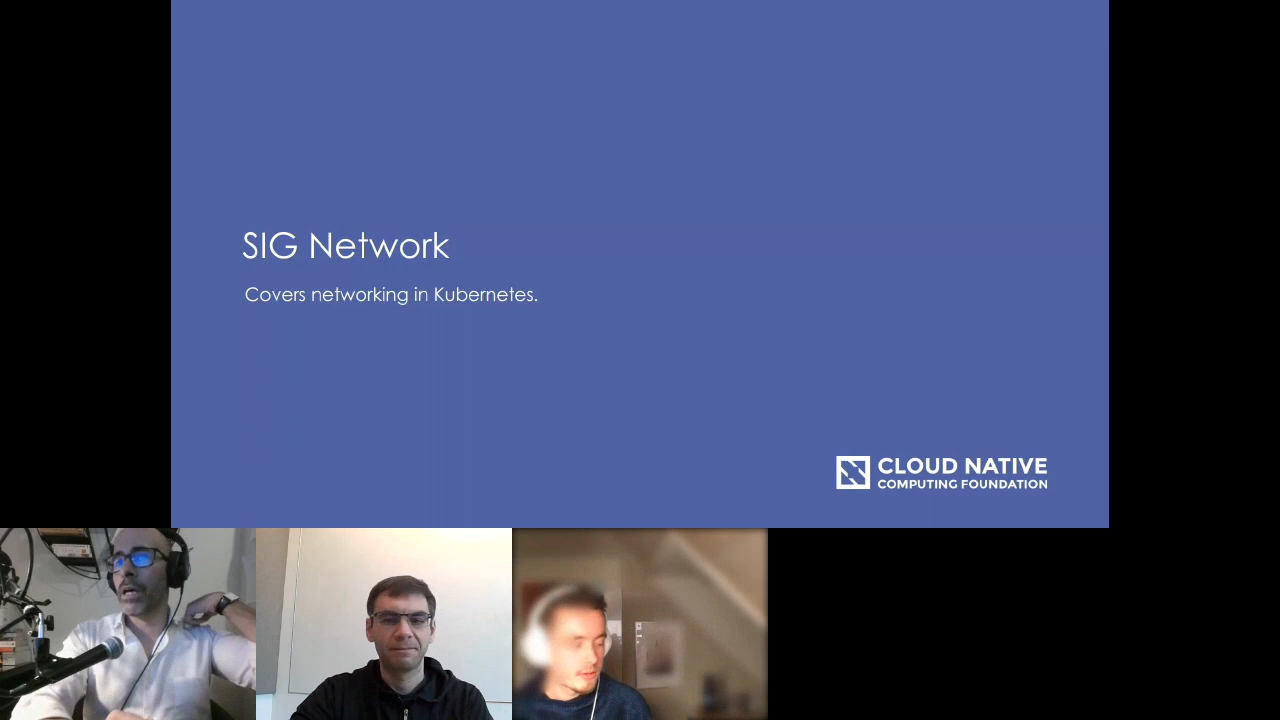 SIG Network
Covers networking in Kubernetes.
CLOUD NATIVE
COMPUTING FOUNDATION